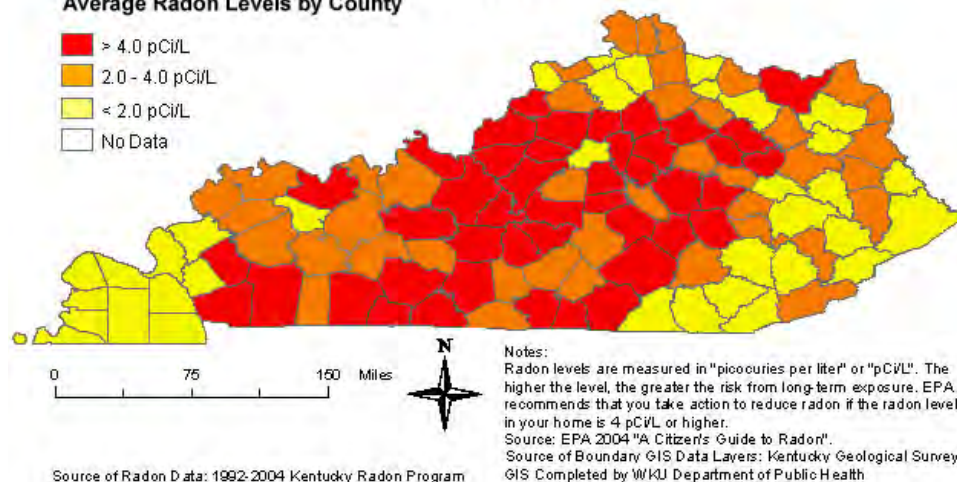 Average Radon Levels by County
> 4.0 pCi/L
2.0 - 4.0 pCi/L
< 2.0 pCi/L
No Data
0 75 150 Miles
N
Notes:
Radon levels are measured in "picocuries per liter" or "pCi/L". The
higher the level, the greater the risk from long-term exposure. EPA
recommends that you take action to reduce radon if the radon level
in your home is 4 pCi/L or higher.
Source: EPA 2004 "A Citizen's Guide to Radon".
Source of Boundary GIS Data Layers: Kentucky Geological Survey
GIS Completed by WKU Department of Public Health
Source of Radon Data: 1992-2004 Kentucky Radon Program